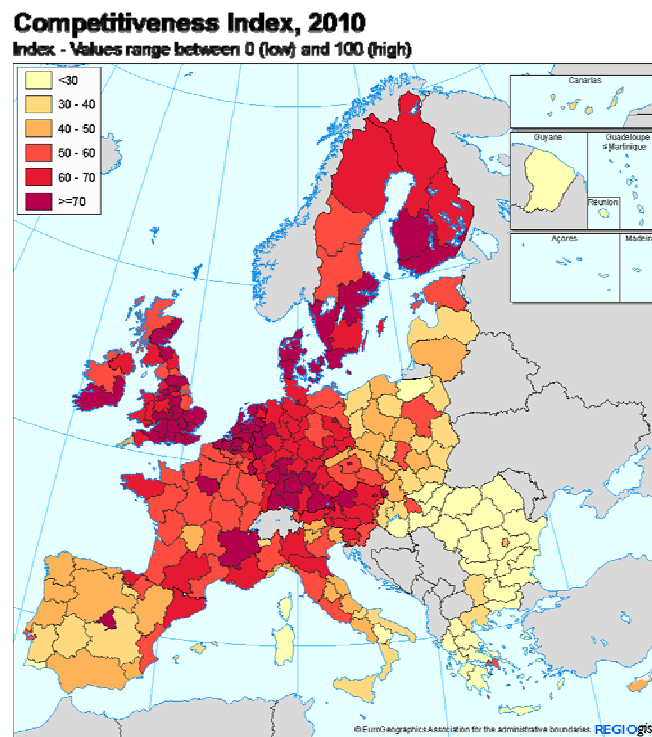 Competitiveness Index, 2010
Index - Values range between 0 (low) and 100 (high)
<30
30 - 40
40 - 50
50 - 60
60 - 70
>=70
Canarias
Guyane
Guadeloupe
Martinique
Réunion
Açores
Madeira
© EuroGeographics Association for the administrative boundaries
REGIOgis